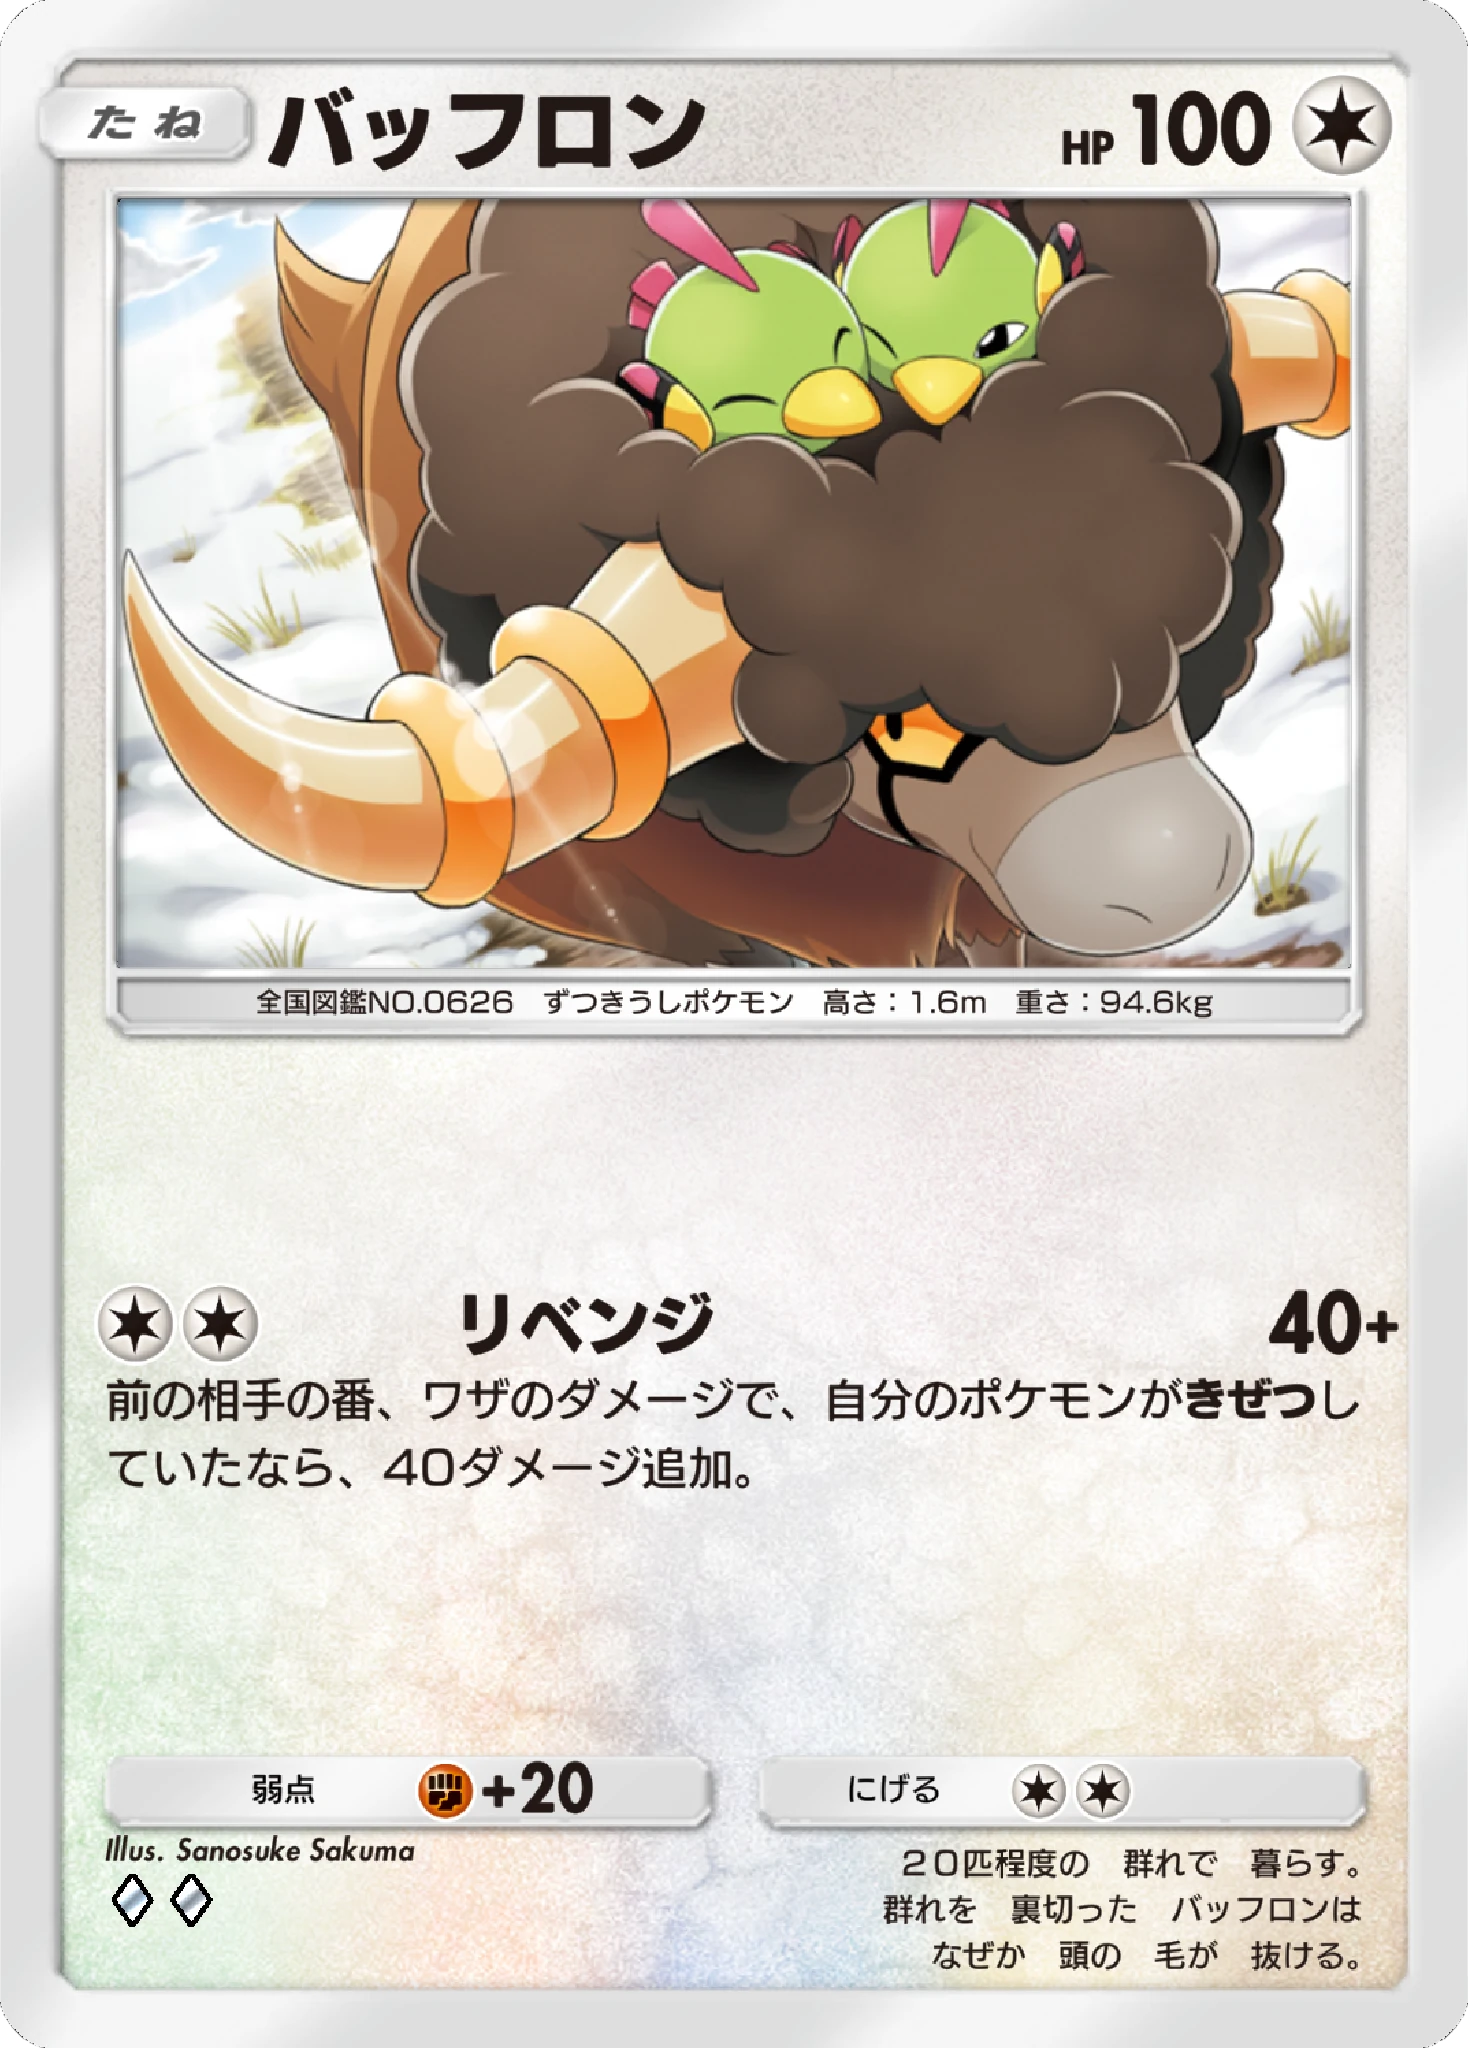 たね
バッフロン
HP 100
全国図鑑NO.0626 ずつきうしポケモン 高さ：1.6m 重さ：94.6kg
リベンジ 40+
前の相手の番、ワザのダメージで、自分のポケモンがきぜつし
ていたなら、40ダメージ追加。
弱点 +20
にげる
Illus. Sanosuke Sakuma
２０匹程度の 群れで 暮らす。
群れを 裏切った バッフロンは
なぜか 頭の 毛が 抜ける。